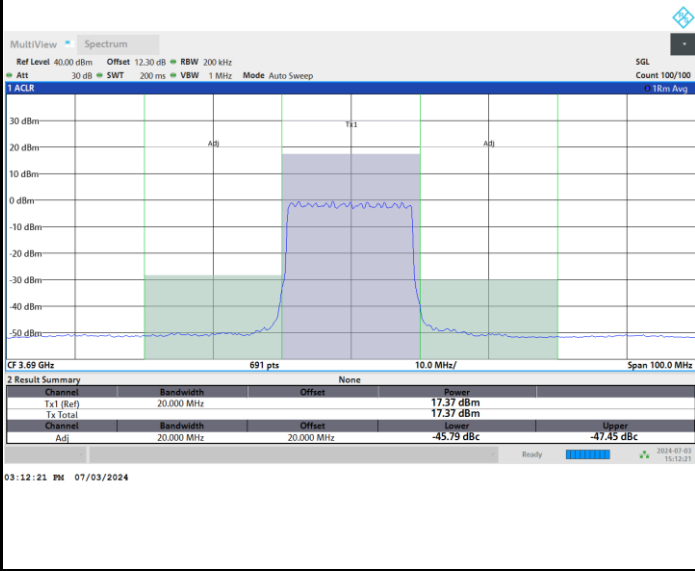 MultiView Spectrum
Ref Level 40.00 dBm Offset 12.30 dB RBW 200 kHz SGL
Att 30 dB SWT 200 ms VBW 1 MHz Mode Auto Sweep Count 100/100
1 ACLR 1Rm Avg
30 dBm
Tx1
20 dBm
Adj Adj
10 dBm
0 dBm
-10 dBm
-20 dBm
-30 dBm
-40 dBm
-50 dBm
CF 3.69 GHz 691 pts 10.0 MHz/ Span 100.0 MHz
2 Result Summary None
Channel Bandwidth Offset Power
Tx1 (Ref) 20.000 MHz 17.37 dBm
Tx Total 17.37 dBm
Channel Bandwidth Offset Lower Upper
Adj 20.000 MHz 20.000 MHz -45.79 dBc -47.45 dBc
Ready 2024-07-03
15:12:21
03:12:21 PM 07/03/2024